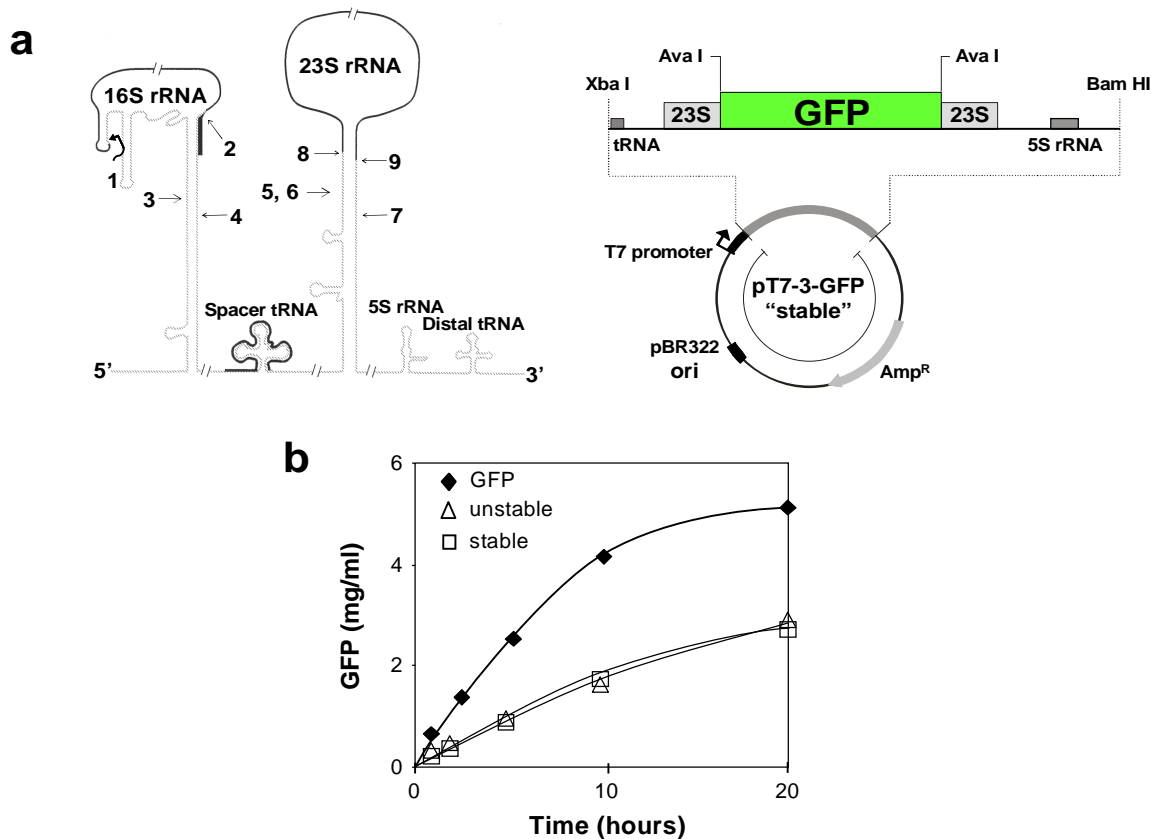 a
16S rRNA
23S rRNA
1
2
3
4
5, 6
7
8
9
Spacer tRNA
5S rRNA
Distal tRNA
5’
3’
Ava I
Ava I
Xba I
Bam HI
23S
GFP
23S
tRNA
5S rRNA
T7 promoter
pT7-3-GFP
“stable”
pBR322
ori
AmpR
b
6
4
2
0
GFP
unstable
stable
GFP (mg/ml)
0
10
20
Time (hours)